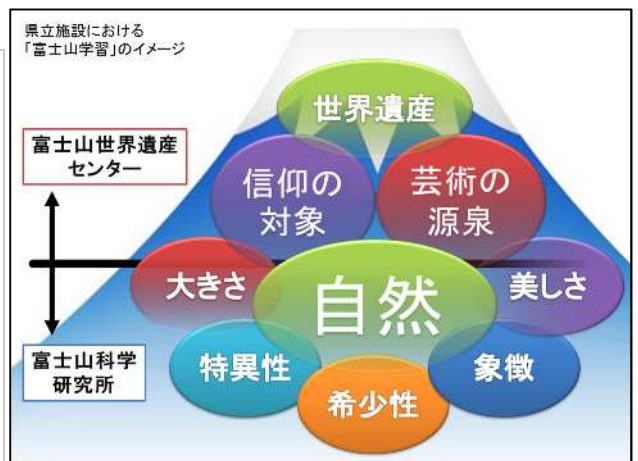 県立施設における
「富士山学習」のイメージ
世界遺産
富士山世界遺産
センター
信仰の
対象
芸術の
源泉
大きさ
自然
美しさ
富士山科学
研究所
特異性
象徴
希少性